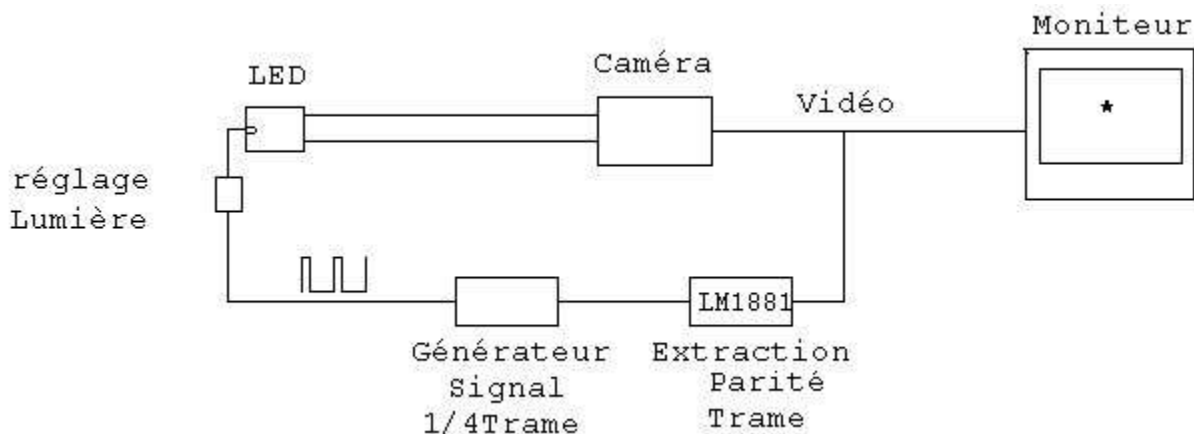 Moniteur
LED
Caméra
Vidéo
*
réglage
Lumière
LM1881
Générateur
Signal
1/4Trame
Extraction
Parité
Trame